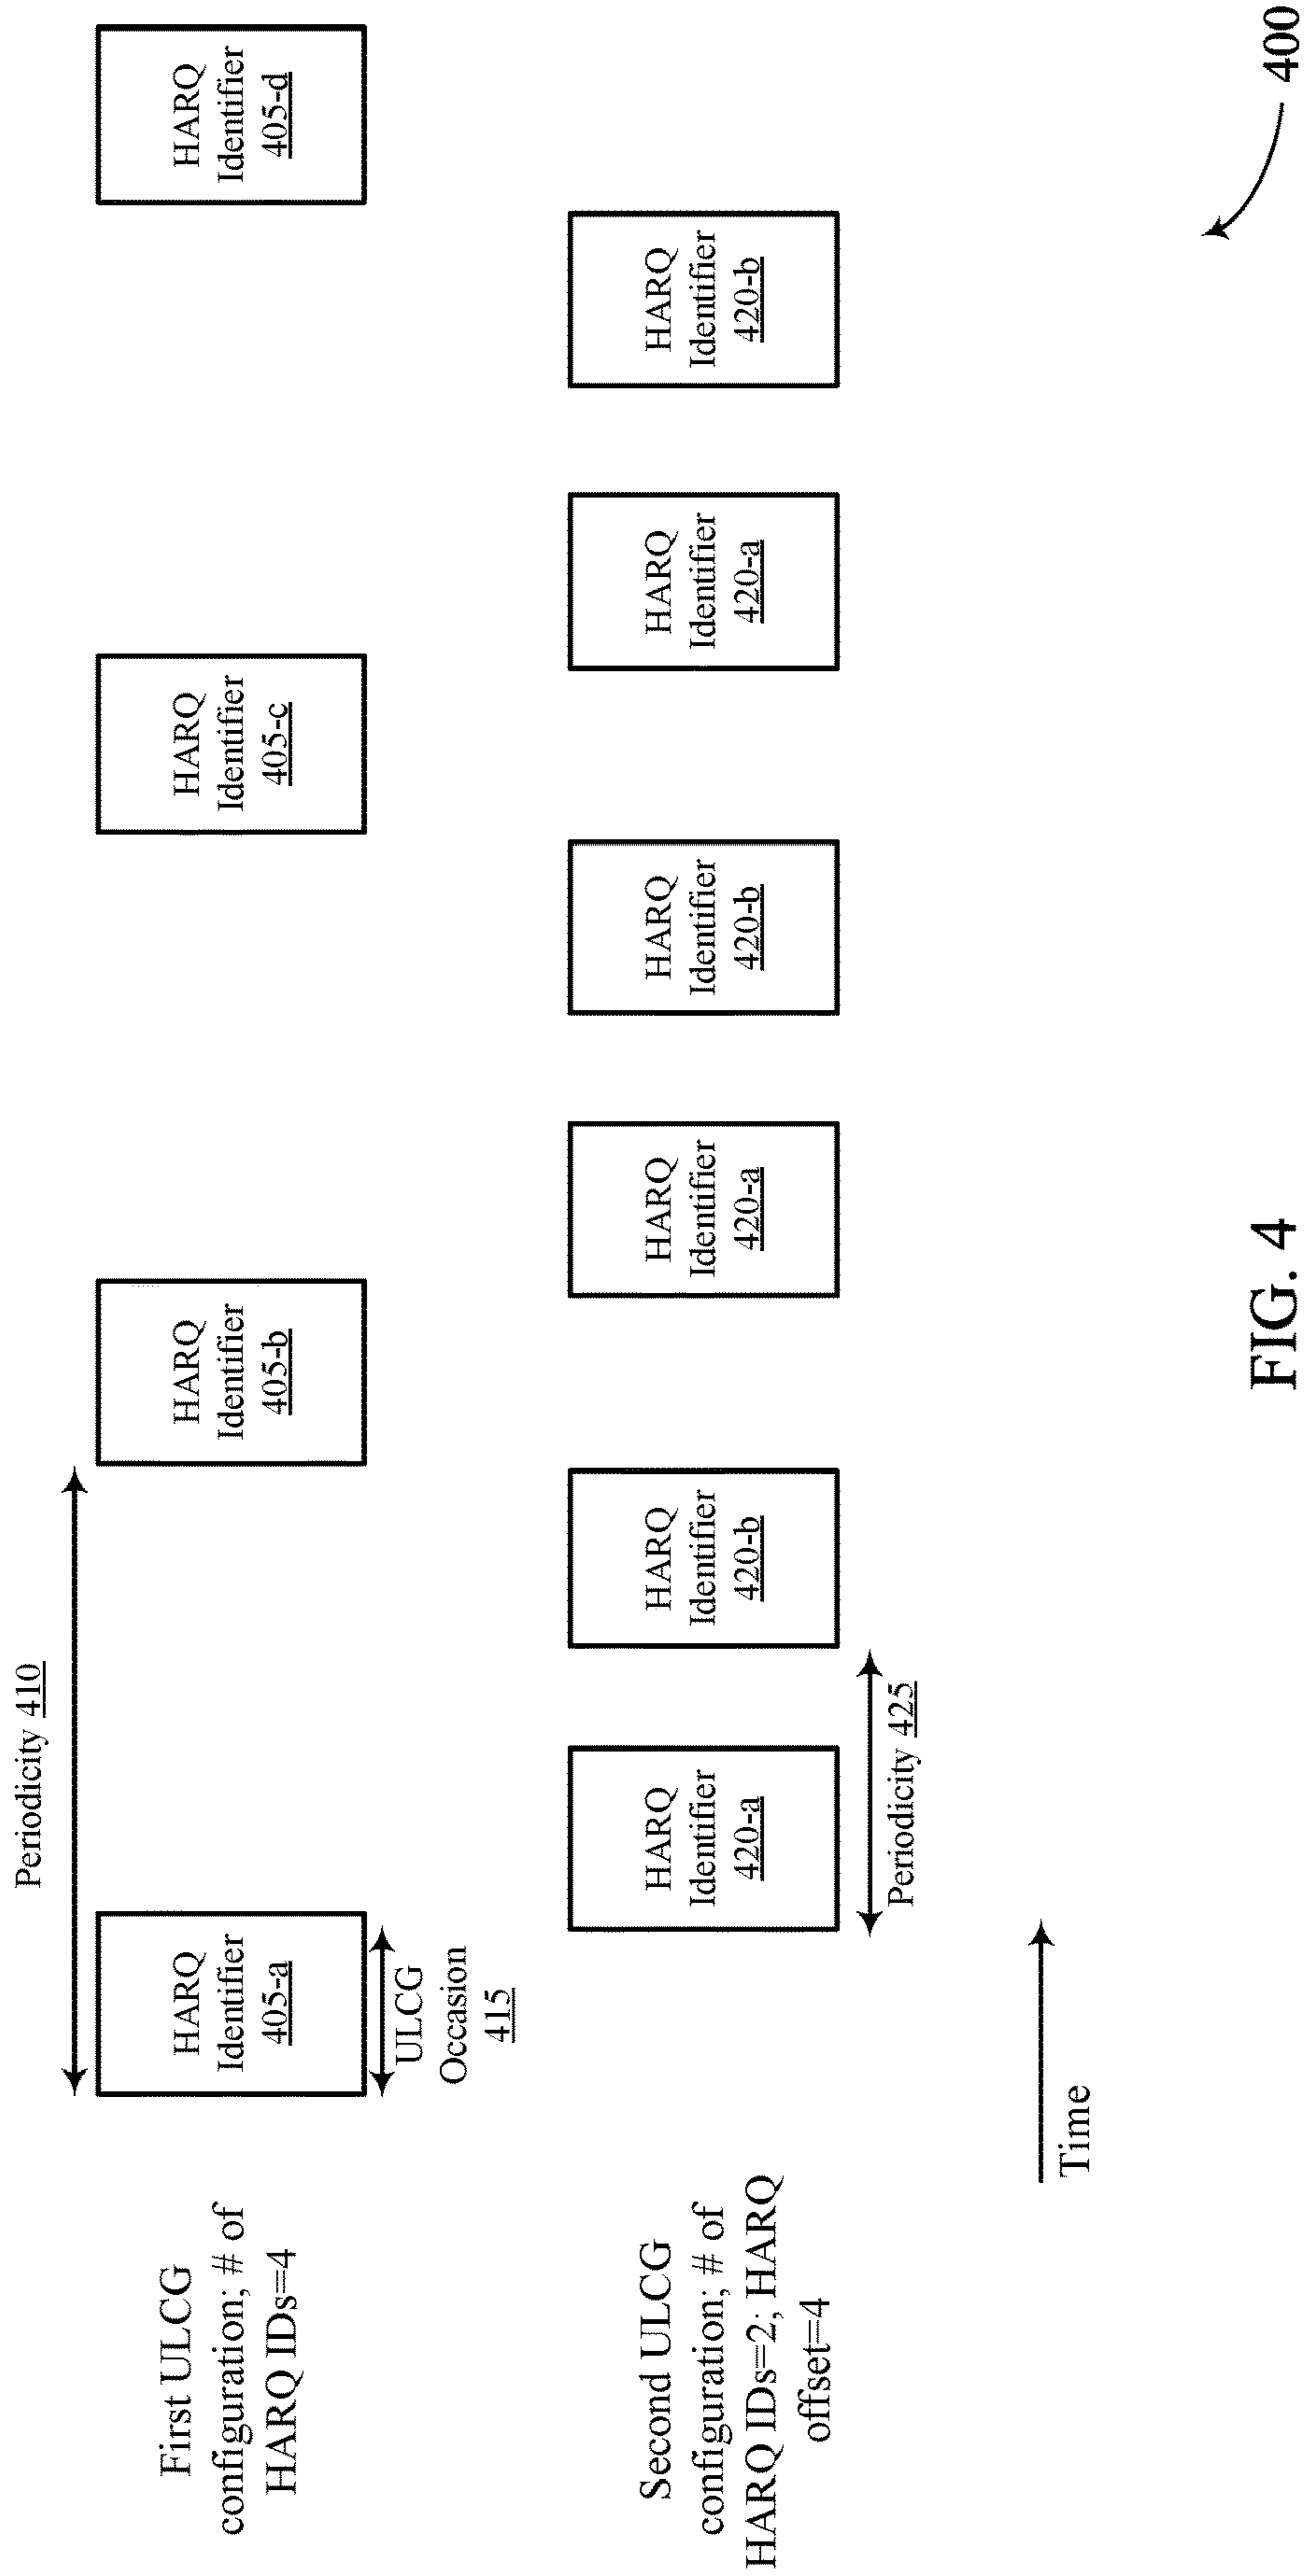 Periodicity 410
First ULCG
configuration; # of
HARQ IDs=4
HARQ
Identifier
405-a
HARQ
Identifier
405-b
HARQ
Identifier
405-c
HARQ
Identifier
405-d
ULCG
Occasion
415
Second ULCG
configuration; # of
HARQ IDs=2; HARQ
offset=4
HARQ
Identifier
420-a
HARQ
Identifier
420-b
HARQ
Identifier
420-a
HARQ
Identifier
420-b
HARQ
Identifier
420-a
HARQ
Identifier
420-b
Periodicity 425
Time
400
FIG. 4